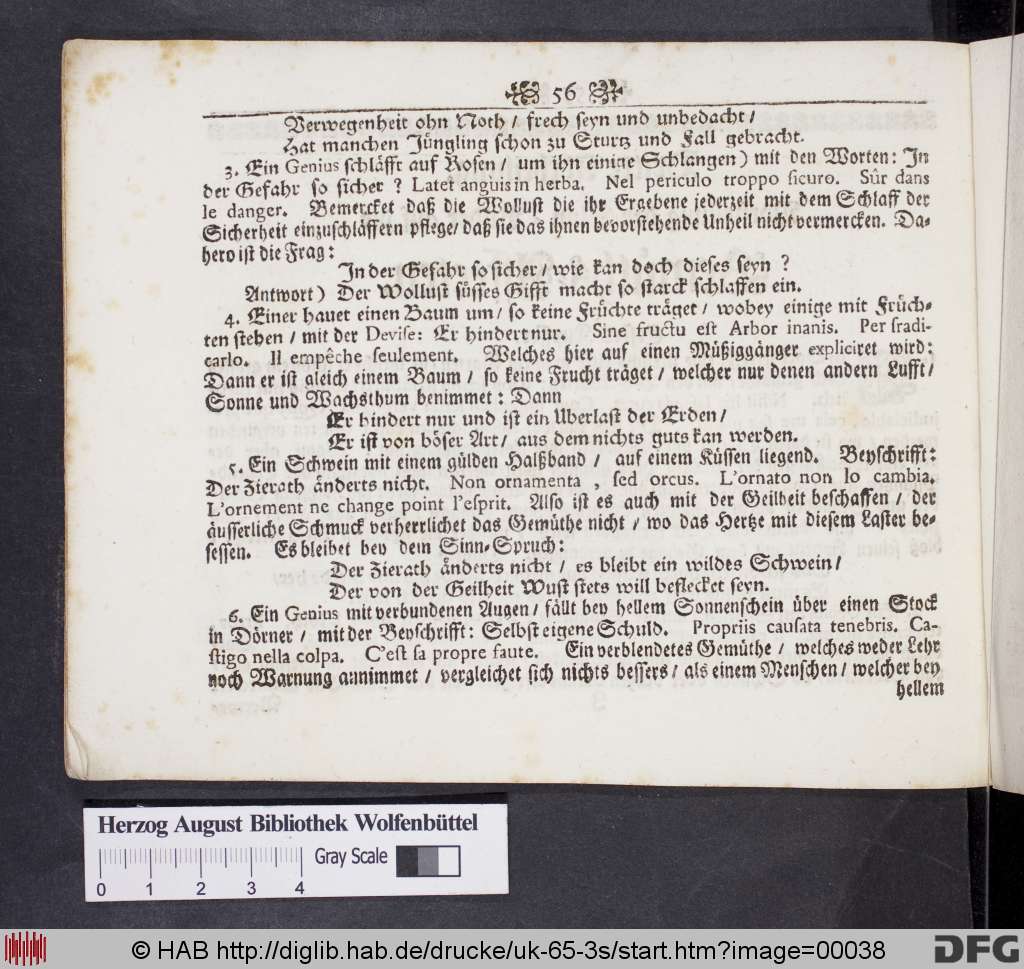 56
Verwegenheit ohn Noth / frech seyn und unbedacht /
Hat manchen Jüngling schon zu Sturtz und Fall gebracht.
3. Ein Genius schläfft auf Rosen / um ihn einige Schlangen) mit den Worten: In
der Gefahr so sicher ? Latet anguis in herba. Nel periculo troppo sicuro. Sûr dans
le danger. Bemercket daß die Wollust die ihr Ergebene jederzeit mit dem Schlaff der
Sicherheit einzuschläffern pflege / daß sie das ihnen bevorstehende Unheil nicht vermercken. Da-
hero ist die Frag:
In der Gefahr so sicher / wie kan doch dieses seyn ?
Antwort) Der Wollust süsses Gifft macht so starck schlaffen ein.
4. Einer hauet einen Baum um / so keine Früchte träget / wobey einige mit Früch-
ten stehen / mit der Devise: Er hindert nur. Sine fructu est Arbor inanis. Per sradi-
carlo. Il empêche seulement. Welches hier auf einen Müßiggänger expliciret wird:
Dann er ist gleich einem Baum / so keine Frucht träget / welcher nur denen andern Lufft /
Sonne und Wachsthum benimmet: Dann
Er hindert nur und ist ein Uberlast der Erden /
Er ist von böser Art / aus dem nichts guts kan werden.
5. Ein Schwein mit einem gülden Halßband / auf einem Küssen liegend. Beyschrifft:
Der Zierath änderts nicht. Non ornamenta , sed orcus. L'ornato non lo cambia.
L'ornement ne change point l'esprit. Also ist es auch mit der Geilheit beschaffen / der
äusserliche Schmuck verherrlichet das Gemüthe nicht / wo das Hertze mit diesem Laster be-
sessen. Es bleibet bey dem Sinn-Spruch:
Der Zierath änderts nicht / es bleibt ein wildes Schwein /
Der von der Geilheit Wust stets will beflecket seyn.
6. Ein Genius mit verbundenen Augen / fällt bey hellem Sonnenschein über einen Stock
in Dörner / mit der Beyschrifft: Selbst eigene Schuld. Propriis causata tenebris. Ca-
stigo nella colpa. C'est sa propre faute. Ein verblendetes Gemüthe / welches weder Lehr
noch Warnung annimmet / vergleichet sich nichts bessers / als einem Menschen / welcher bey
hellem
Herzog August Bibliothek Wolfenbüttel
Gray Scale
0 1 2 3 4
© HAB http://diglib.hab.de/drucke/uk-65-3s/start.htm?image=00038
DFG